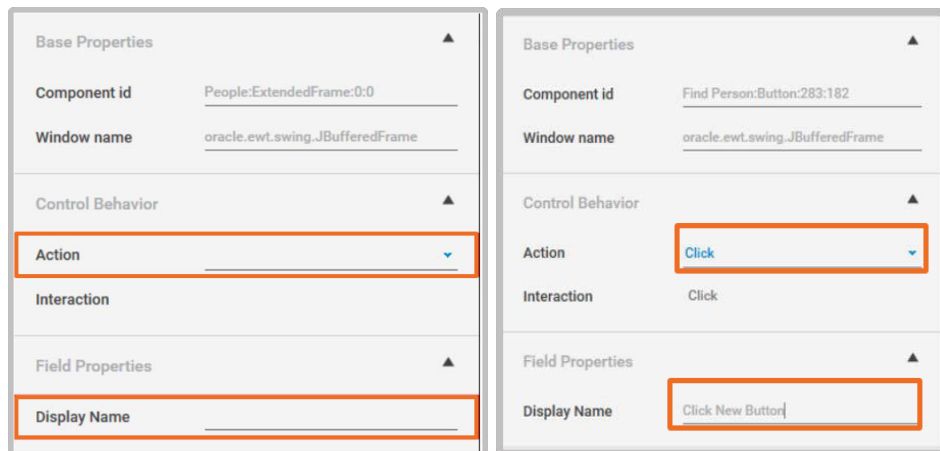 Base Properties
Component id People:ExtendedFrame:0:0
Window name oracle.ewt.swing.JBufferedFrame
Control Behavior
Action
Interaction
Field Properties
Display Name
Base Properties
Component id Find Person:Button:283:182
Window name oracle.ewt.swing.JBufferedFrame
Control Behavior
Action Click
Interaction Click
Field Properties
Display Name Click New Button